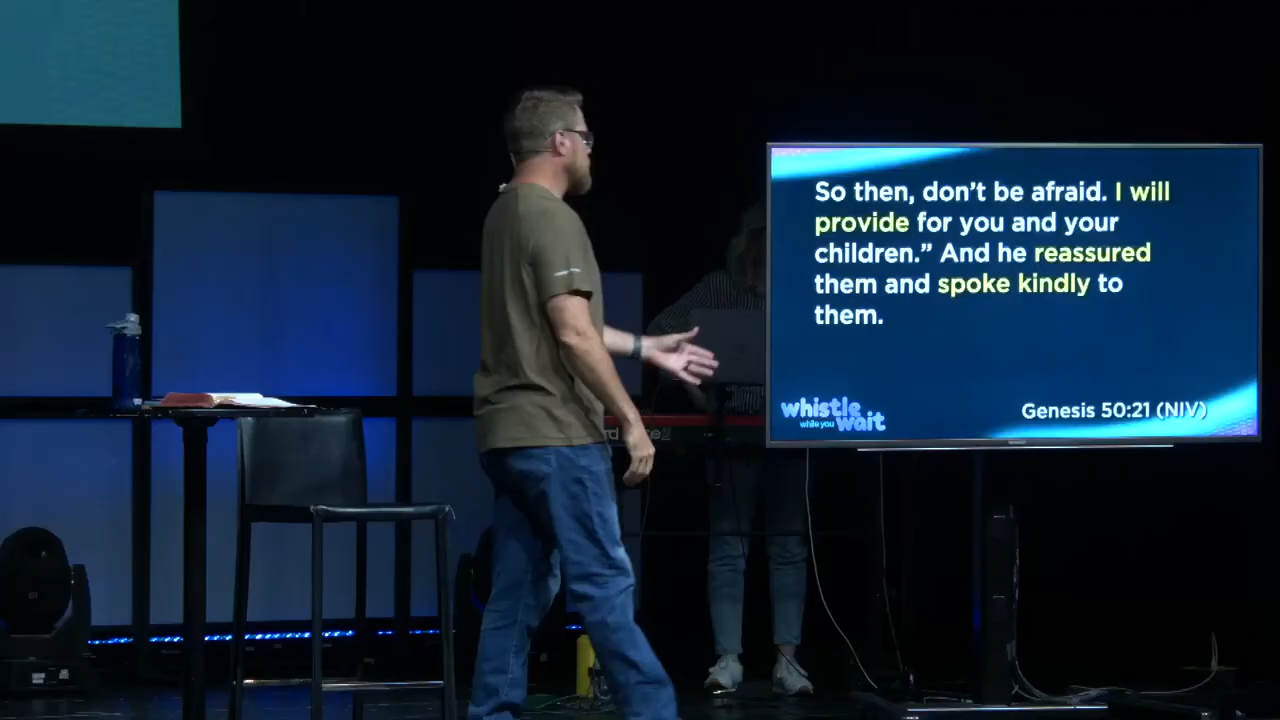 So then, don't be afraid. I will
provide for you and your
children.” And he reassured
them and spoke kindly to
them.
whistle
while you wait
Genesis 50:21 (NIV)